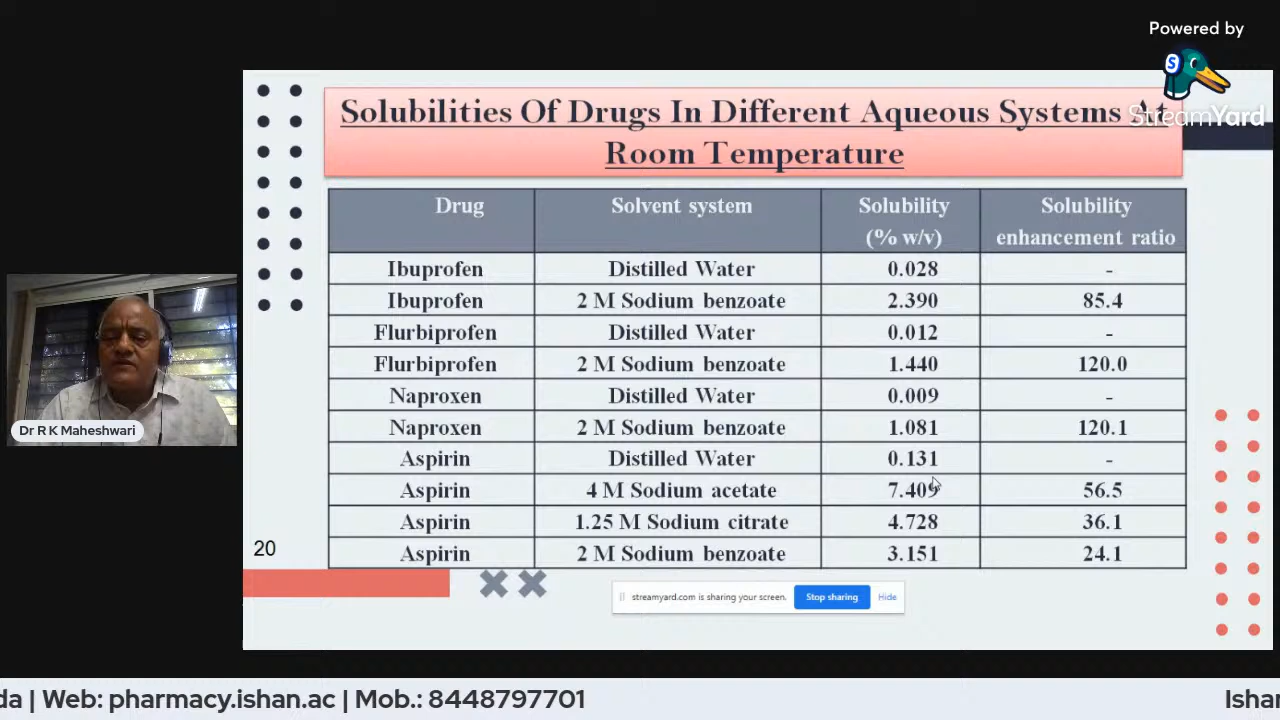 Powered by
StreamYard
Solubilities Of Drugs In Different Aqueous Systems At
Room Temperature
Drug Solvent system Solubility (% w/v) Solubility enhancement ratio
Ibuprofen Distilled Water 0.028 -
Ibuprofen 2 M Sodium benzoate 2.390 85.4
Flurbiprofen Distilled Water 0.012 -
Flurbiprofen 2 M Sodium benzoate 1.440 120.0
Naproxen Distilled Water 0.009 -
Naproxen 2 M Sodium benzoate 1.081 120.1
Aspirin Distilled Water 0.131 -
Aspirin 4 M Sodium acetate 7.409 56.5
Aspirin 1.25 M Sodium citrate 4.728 36.1
Aspirin 2 M Sodium benzoate 3.151 24.1
20
Dr R K Maheshwari
streamyard.com is sharing your screen. Stop sharing Hide
da | Web: pharmacy.ishan.ac | Mob.: 8448797701 Ishan